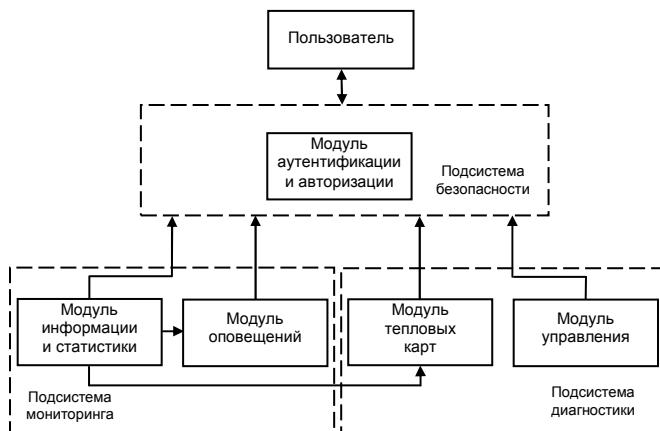 Пользователь
Модуль
аутентификации
и авторизации
Подсистема
безопасности
Модуль
информации
и статистики
Модуль
оповещений
Модуль
тепловых
карт
Модуль
управления
Подсистема
мониторинга
Подсистема
диагностики